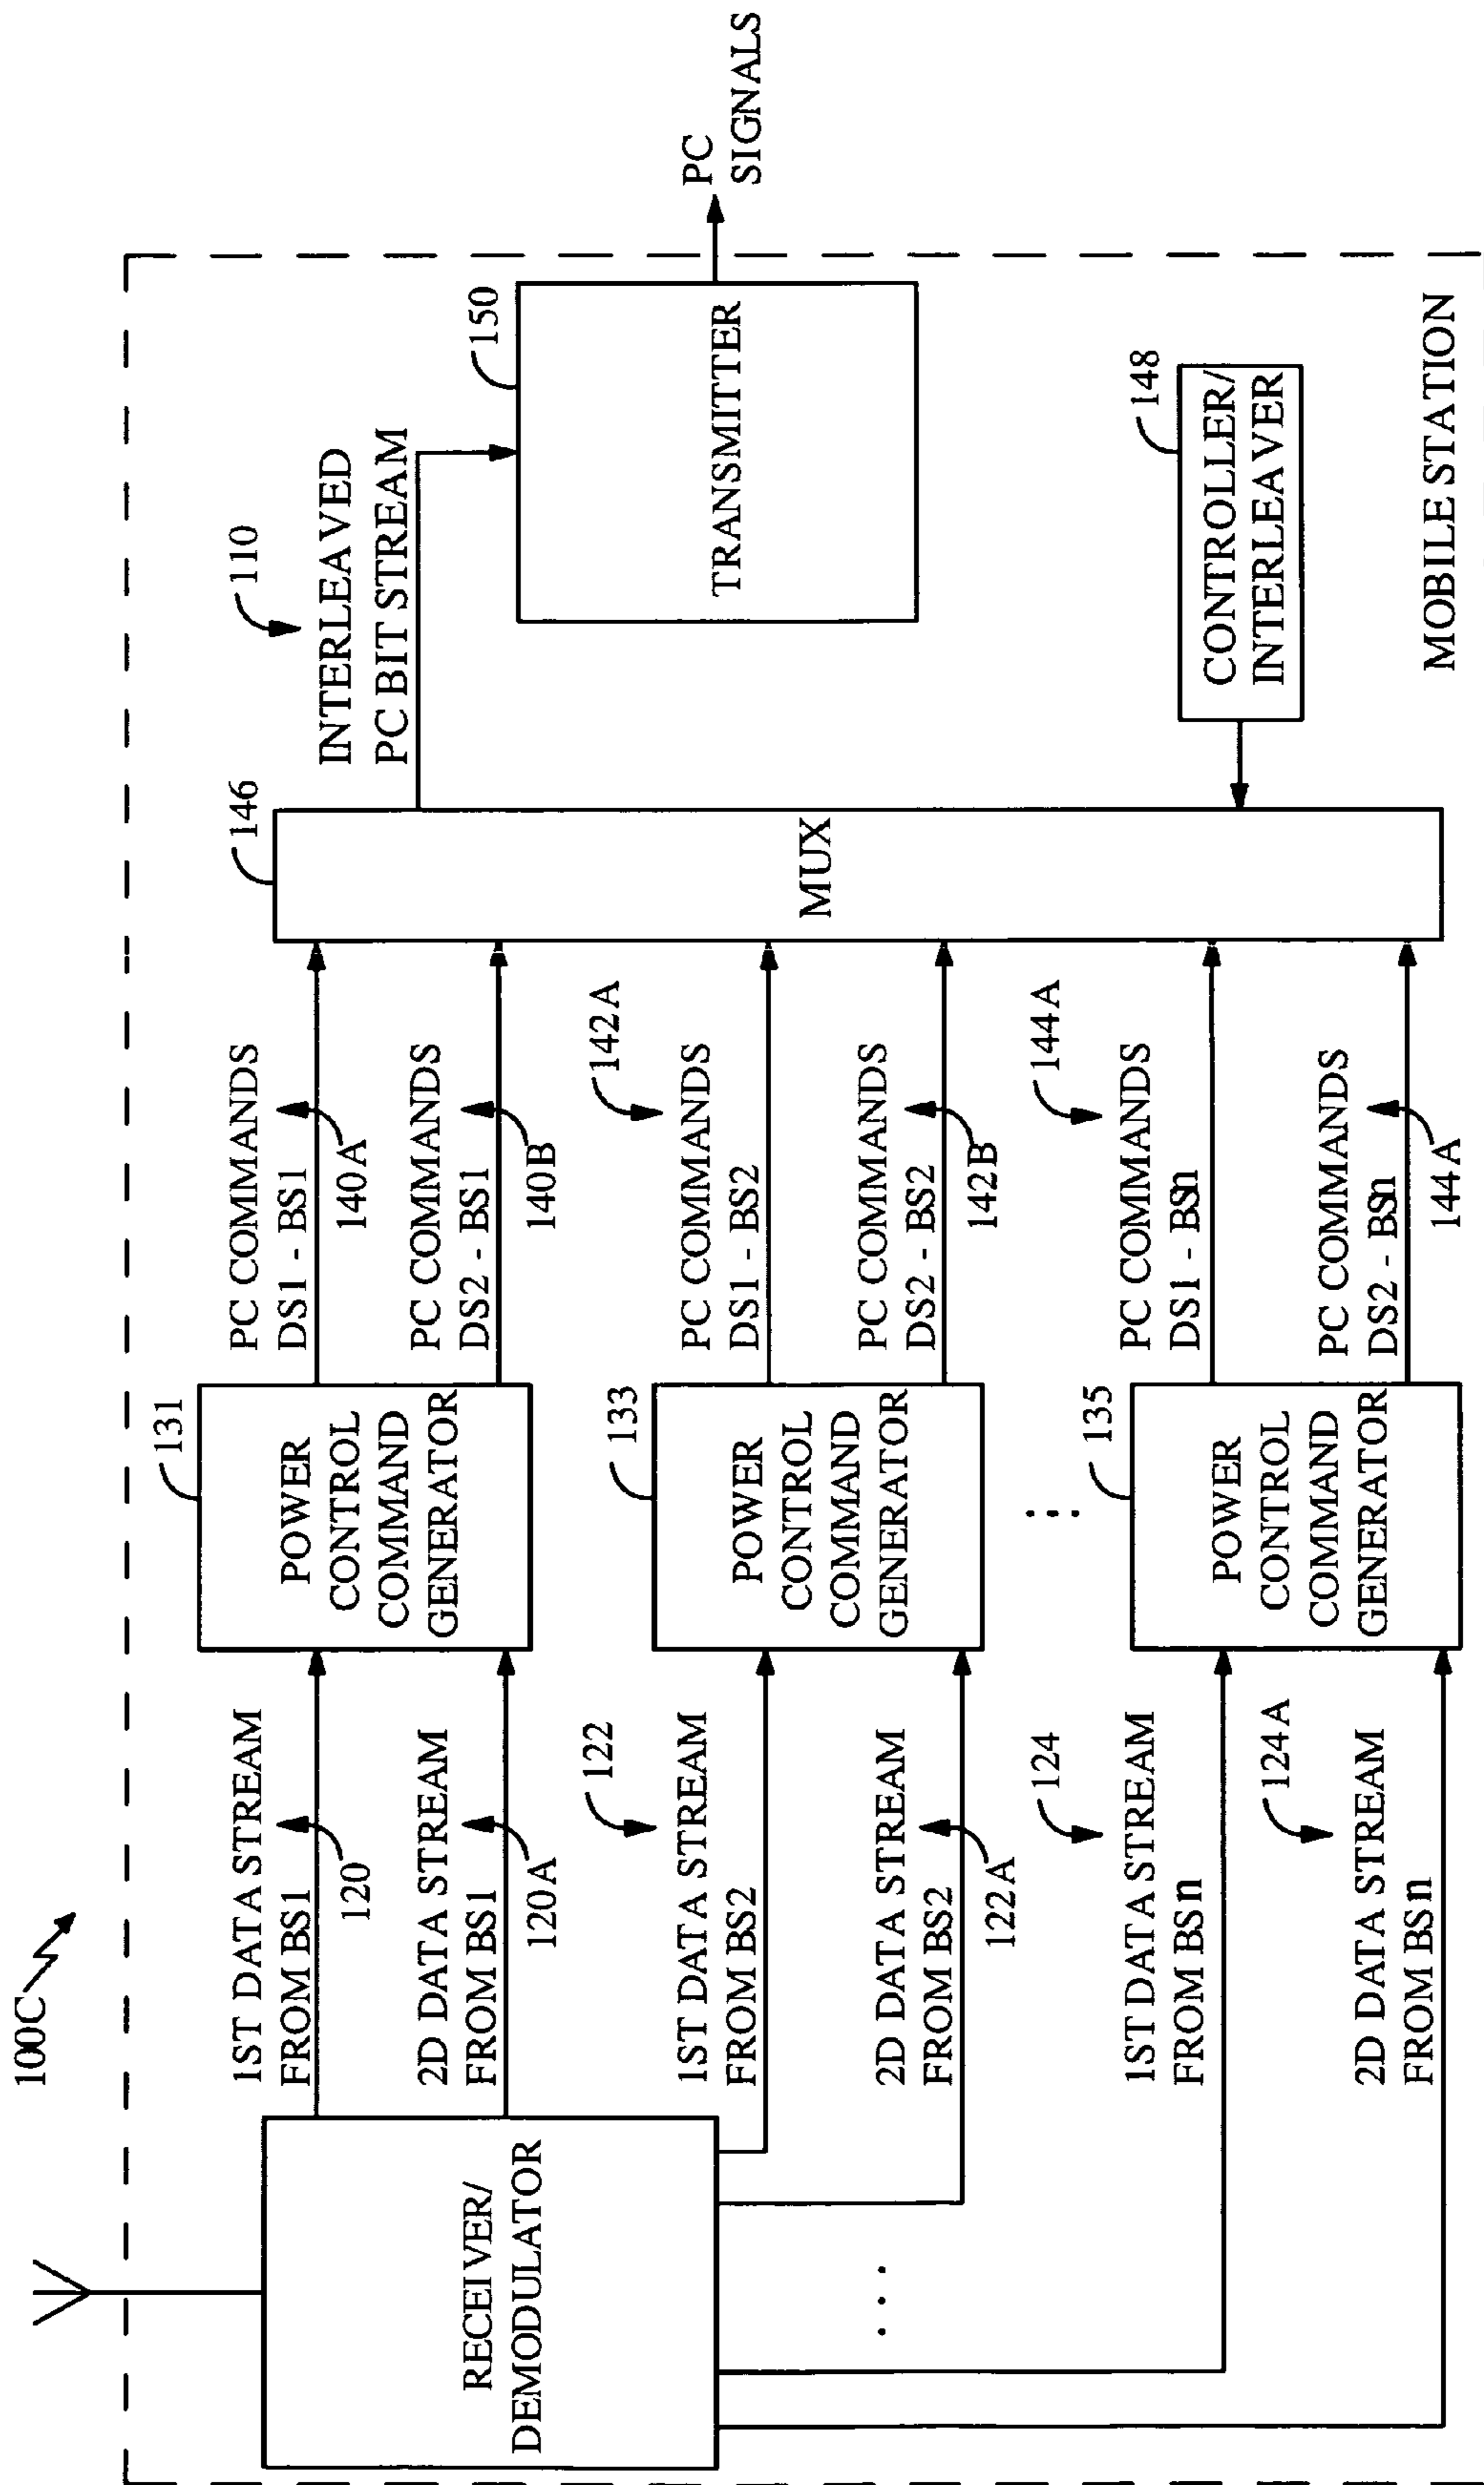 100C
1ST DATA STREAM
FROM BS1
120
2D DATA STREAM
FROM BS1
120A
122
1ST DATA STREAM
FROM BS2
2D DATA STREAM
FROM BS2
122A
124
1ST DATA STREAM
FROM BSn
124A
2D DATA STREAM
FROM BSn
RECEIVER/
DEMODULATOR
131
POWER
CONTROL
COMMAND
GENERATOR
133
POWER
CONTROL
COMMAND
GENERATOR
135
POWER
CONTROL
COMMAND
GENERATOR
PC COMMANDS
DS1 - BS1
140A
PC COMMANDS
DS2 - BS1
140B
142A
PC COMMANDS
DS1 - BS2
PC COMMANDS
DS2 - BS2
142B
144A
PC COMMANDS
DS1 - BSn
PC COMMANDS
DS2 - BSn
144A
146
MUX
110
INTERLEAVED
PC BIT STREAM
150
TRANSMITTER
148
CONTROLLER/
INTERLEAVER
MOBILE STATION
PC
SIGNALS